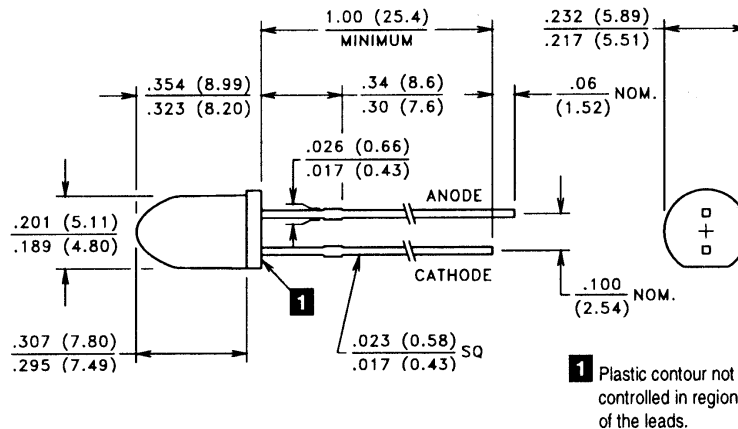 1.00 (25.4)
MINIMUM
.232 (5.89)
.217 (5.51)
.354 (8.99)
.323 (8.20)
.34 (8.6)
.30 (7.6)
.06
(1.52)
NOM.
.026 (0.66)
.017 (0.43)
ANODE
.201 (5.11)
.189 (4.80)
CATHODE
.100
(2.54)
NOM.
1
.307 (7.80)
.295 (7.49)
.023 (0.58)
.017 (0.43)
SQ
1 Plastic contour not
controlled in region
of the leads.